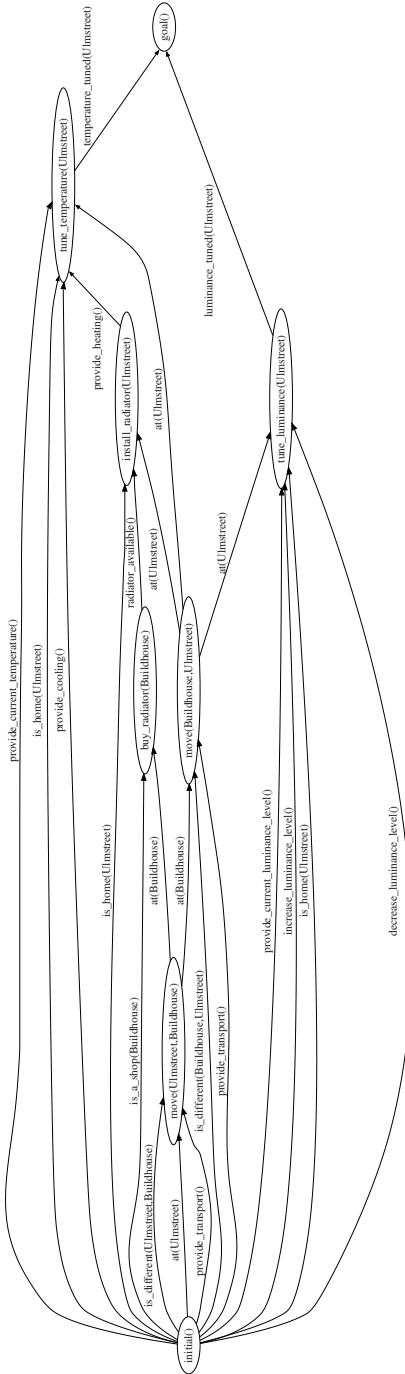 goal()
temperature_tuned(Ulmstreet)
tune_temperature(Ulmstreet)
luminance_tuned(Ulmstreet)
provide_heating()
at(Ulmstreet)
install_radiator(Ulmstreet)
tune_luminance(Ulmstreet)
radiator_available()
at(Ulmstreet)
at(Ulmstreet)
provide_current_temperature()
is_home(Ulmstreet)
provide_cooling()
buy_radiator(Buildhouse)
move(Buildhouse,Ulmstreet)
is_home(Ulmstreet)
at(Buildhouse)
at(Buildhouse)
provide_current_luminance_level()
increase_luminance_level()
is_home(Ulmstreet)
decrease_luminance_level()
is_a_shop(Buildhouse)
move(Ulmstreet,Buildhouse)
is_different(Buildhouse,Ulmstreet)
provide_transport()
is_different(Ulmstreet,Buildhouse)
at(Ulmstreet)
provide_transport()
initial()